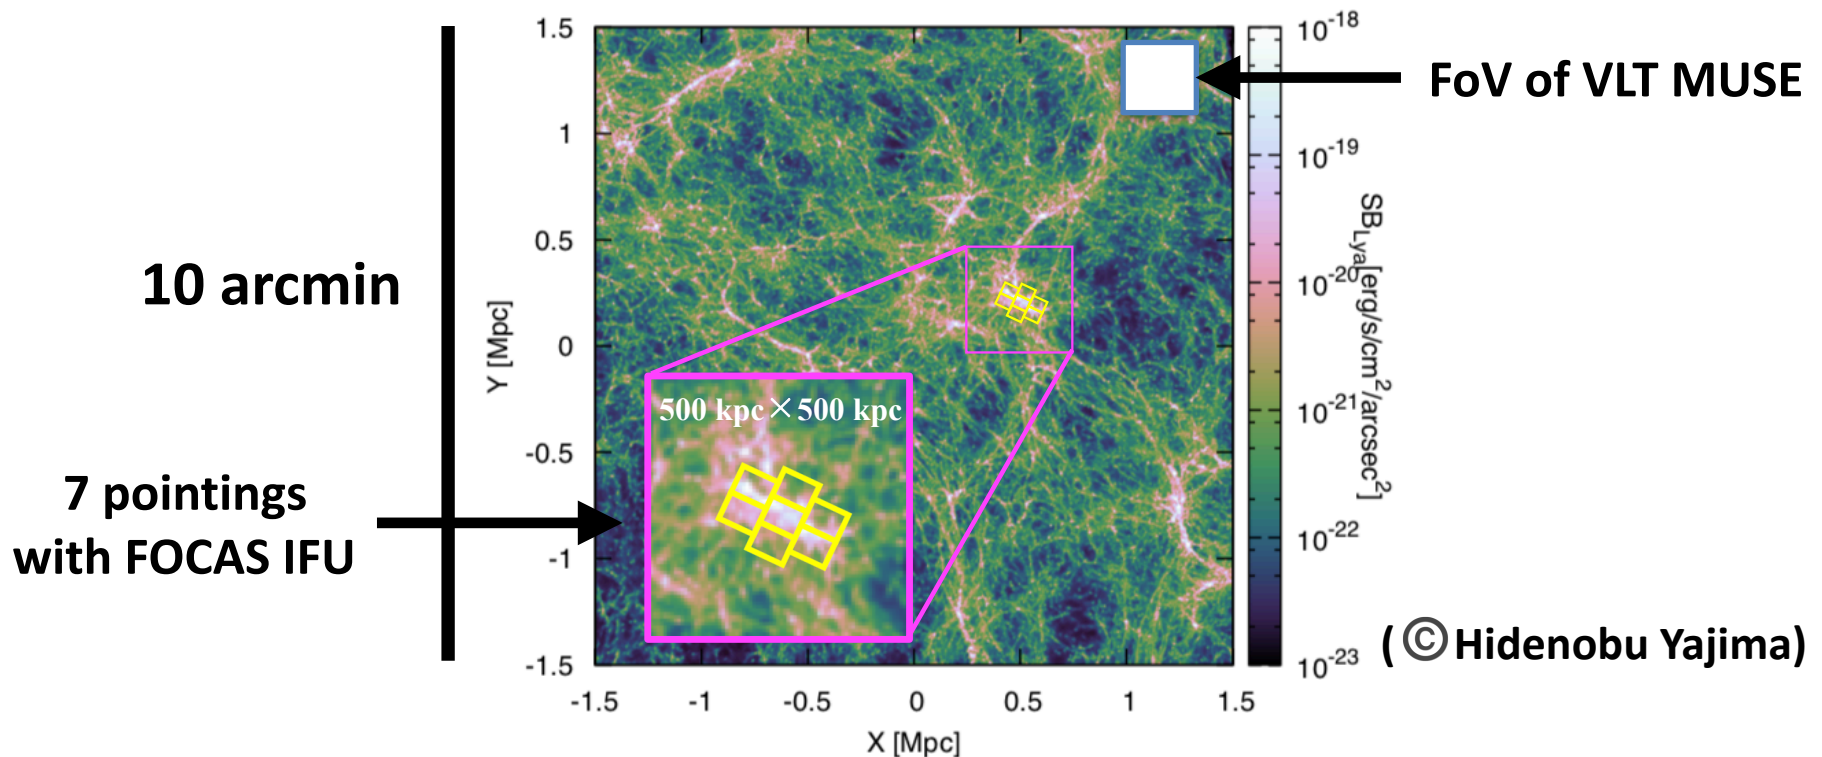 10 arcmin
7 pointings
with FOCAS IFU
1.5
1
0.5
0
-0.5
-1
-1.5
Y [Mpc]
-1.5 -1 -0.5 0 0.5 1 1.5
X [Mpc]
500 kpc×500 kpc
10-18
10-19
10-20
10-21
10-22
10-23
SBLya[erg/s/cm2/arcsec2]
FoV of VLT MUSE
(©Hidenobu Yajima)